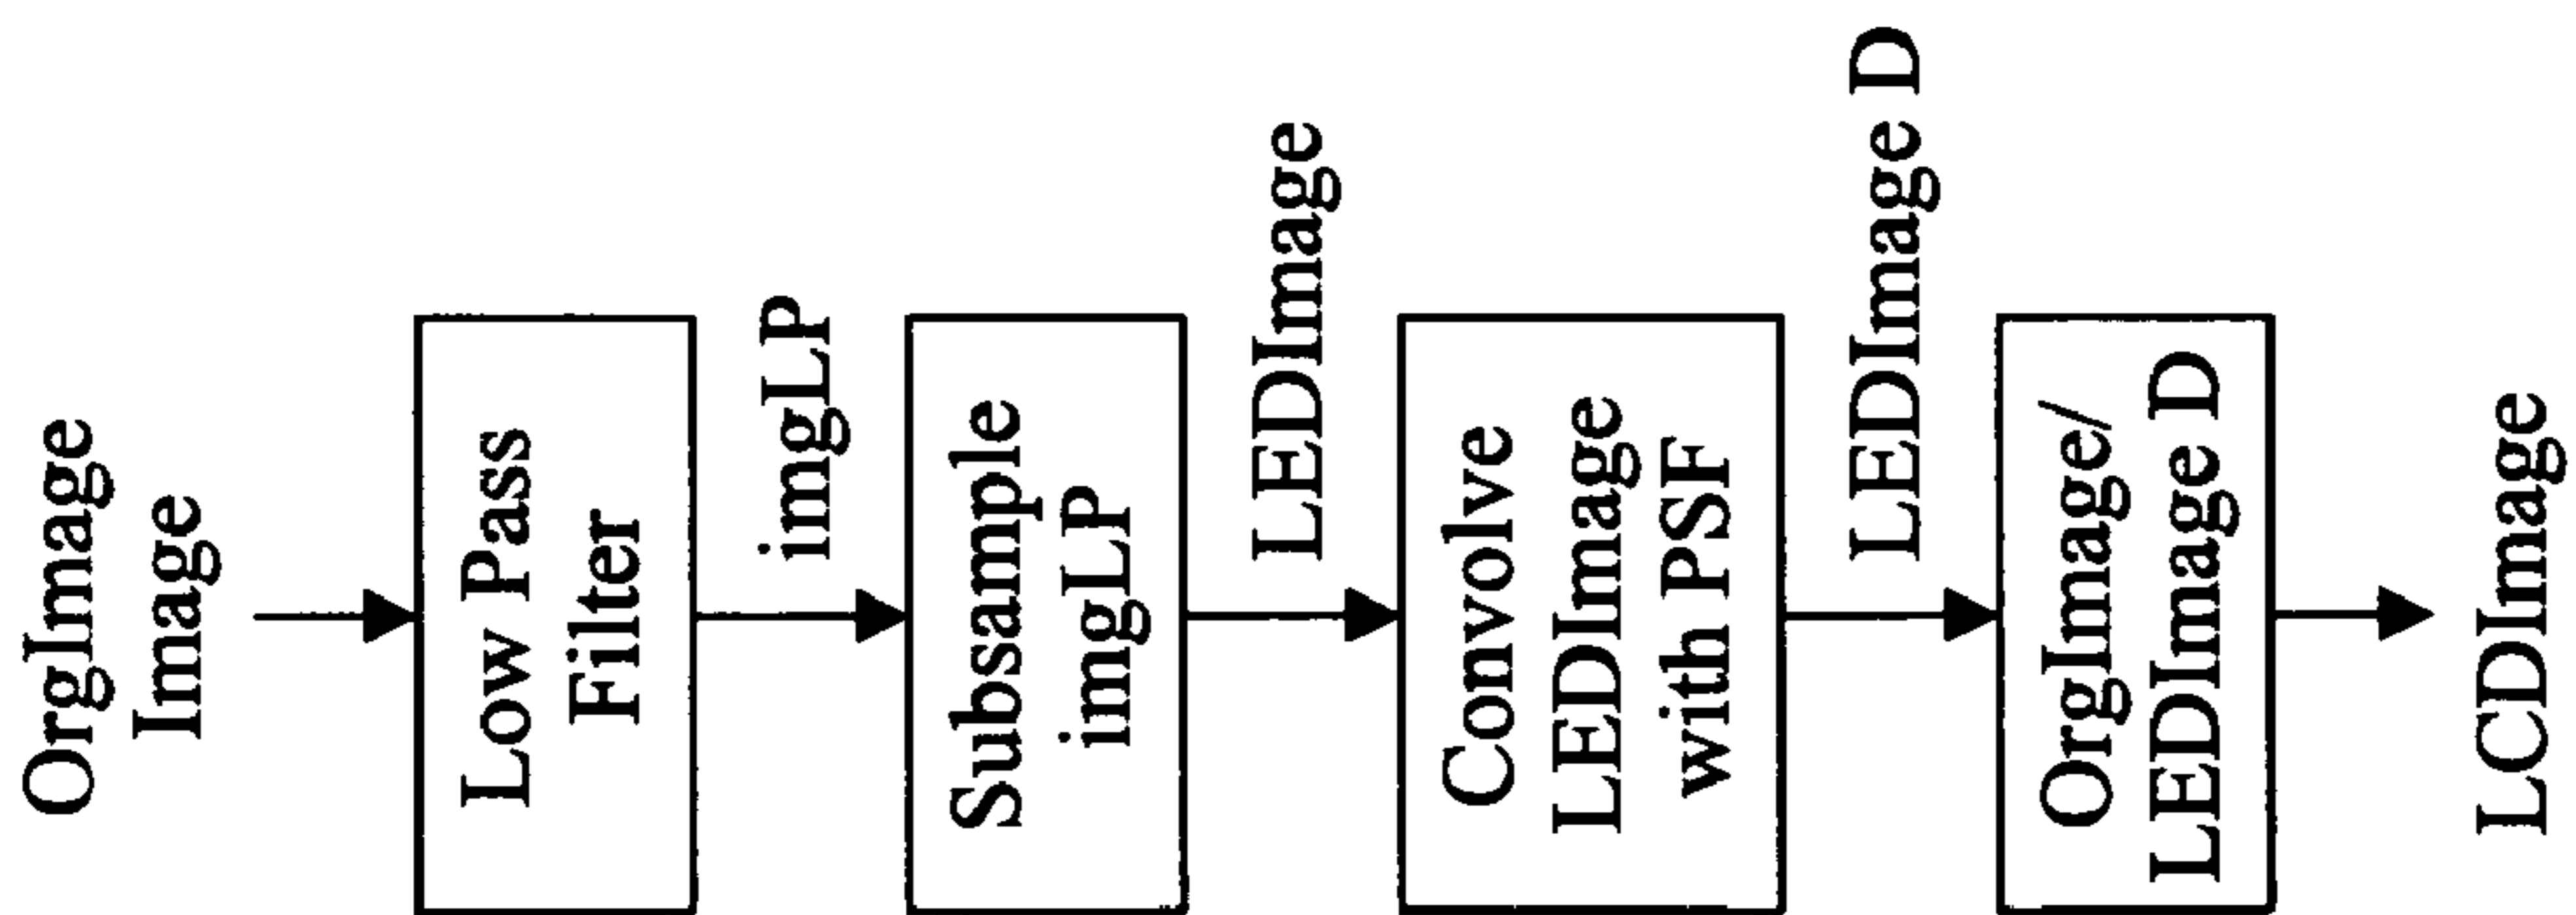 OrgImage
Image
Low Pass
Filter
imgLP
Subsample
imgLP
LEDImage
Convolve
LEDImage
with PSF
LEDImage D
OrgImage/
LEDImage D
LCDImage